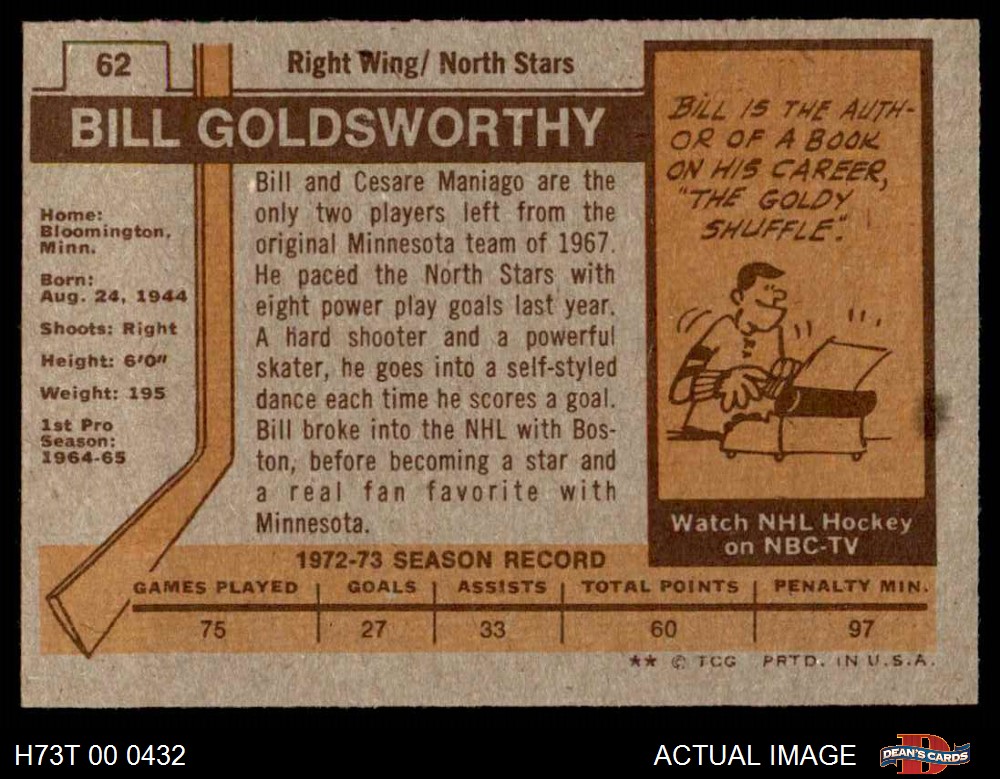 62
Right Wing/ North Stars
BILL GOLDSWORTHY
Home:
Bloomington,
Minn.
Born:
Aug. 24, 1944
Shoots: Right
Height: 6'0"
Weight: 195
1st Pro
Season:
1964-65
Bill and Cesare Maniago are the
only two players left from the
original Minnesota team of 1967.
He paced the North Stars with
eight power play goals last year.
A hard shooter and a powerful
skater, he goes into a self-styled
dance each time he scores a goal.
Bill broke into the NHL with Bos-
ton, before becoming a star and
a real fan favorite with
Minnesota.
BILL IS THE AUTH-
OR OF A BOOK
ON HIS CAREER,
"THE GOLDY
SHUFFLE".
Watch NHL Hockey
on NBC-TV
1972-73 SEASON RECORD
GAMES PLAYED GOALS ASSISTS TOTAL POINTS PENALTY MIN.
75 27 33 60 97
** © TCG PRTD. IN U.S.A.
H73T 00 0432
ACTUAL IMAGE
DEAN'S CARDS